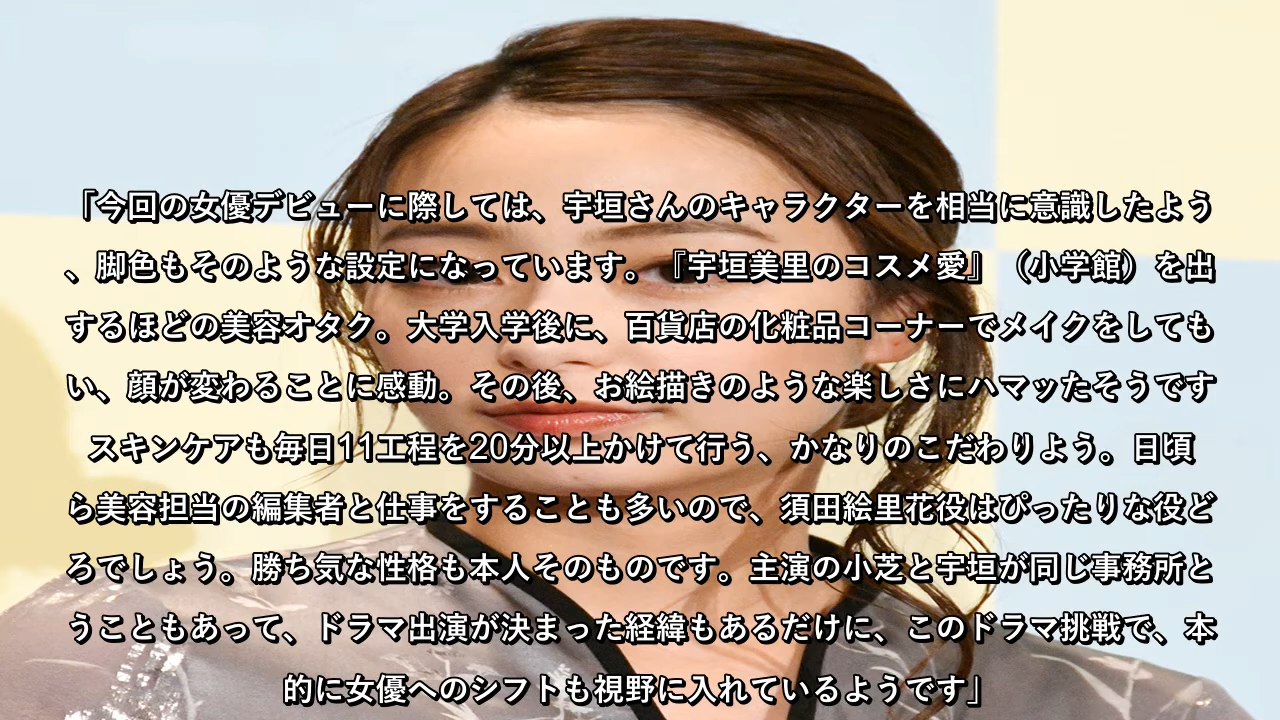 「今回の女優デビューに際しては、宇垣さんのキャラクターを相当に意識したよう
、脚色もそのような設定になっています。『宇垣美里のコスメ愛』（小学館）を出
するほどの美容オタク。大学入学後に、百貨店の化粧品コーナーでメイクをしても
い、顔が変わることに感動。その後、お絵描きのような楽しさにハマッたそうです
スキンケアも毎日11工程を20分以上かけて行う、かなりのこだわりよう。日頃
ら美容担当の編集者と仕事をすることも多いので、須田絵里花役はぴったりな役ど
ろでしょう。勝ち気な性格も本人そのものです。主演の小芝と宇垣が同じ事務所と
うこともあって、ドラマ出演が決まった経緯もあるだけに、このドラマ挑戦で、本
的に女優へのシフトも視野に入れているようです」